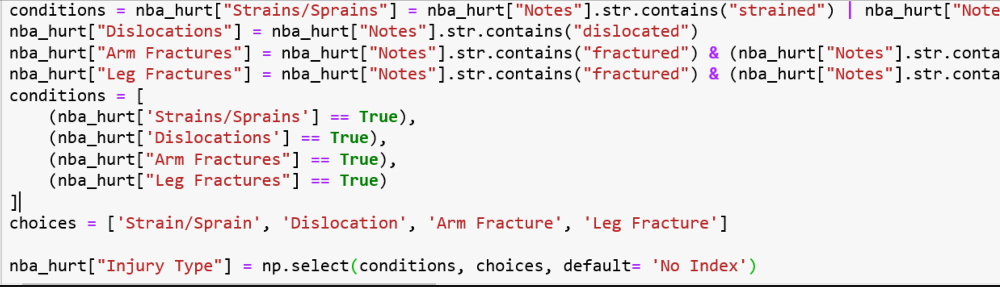 conditions = nba_hurt["Strains/Sprains"] = nba_hurt["Notes"].str.contains("strained") | nba_hurt["Note
nba_hurt["Dislocations"] = nba_hurt["Notes"].str.contains("dislocated")
nba_hurt["Arm Fractures"] = nba_hurt["Notes"].str.contains("fractured") & (nba_hurt["Notes"].str.conta
nba_hurt["Leg Fractures"] = nba_hurt["Notes"].str.contains("fractured") & (nba_hurt["Notes"].str.conta
conditions = [
    (nba_hurt['Strains/Sprains'] == True),
    (nba_hurt['Dislocations'] == True),
    (nba_hurt["Arm Fractures"] == True),
    (nba_hurt["Leg Fractures"] == True)
]
choices = ['Strain/Sprain', 'Dislocation', 'Arm Fracture', 'Leg Fracture']
nba_hurt["Injury Type"] = np.select(conditions, choices, default= 'No Index')